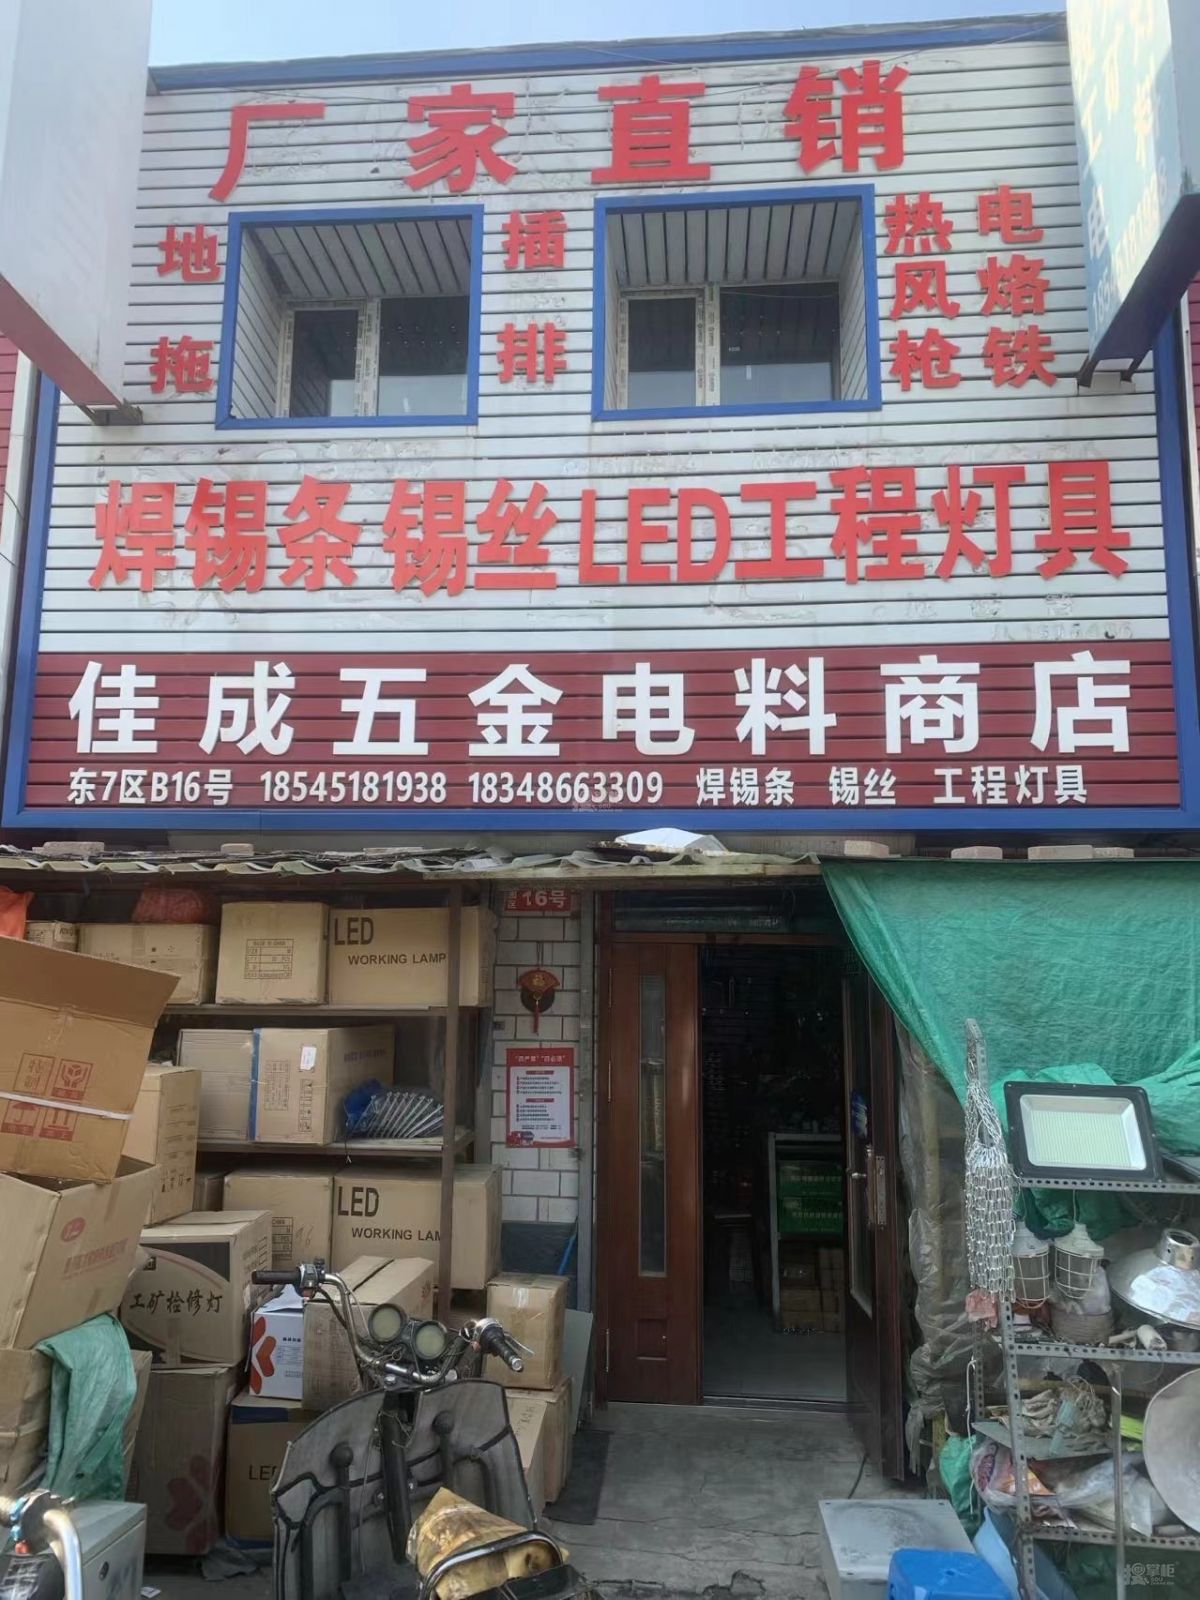 厂家直销
地拖
插排
热风枪
电烙铁
焊锡条 锡丝 LED工程灯具
佳成五金电料商店
东7区B16号 18545181938 18348663309 焊锡条 锡丝 工程灯具
16号
LED
WORKING LAMP
LED
WORKING LAM
工矿检修灯
LED